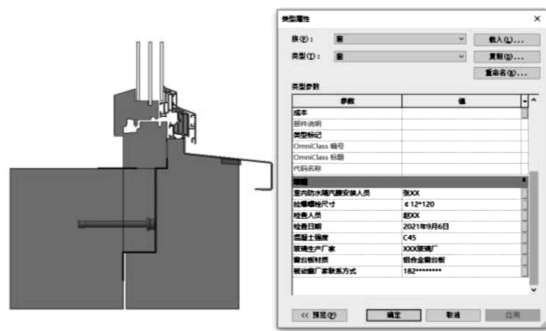 类型属性
族(F): 窗 载入(L)...
类型(T): 窗 复制(D)...
重命名(R)...
类型参数
参数 值
成本
部件说明
类型标记
OmniClass 编号
OmniClass 标题
代码名称
室内防水隔汽膜安装人员 张XX
拉爆螺栓尺寸 ¢12*120
检查人员 赵XX
检查日期 2021年9月6日
混凝土强度 C45
玻璃生产厂家 XXX玻璃厂
窗台板材质 铝合金窗台板
被动窗厂家联系方式 182********
<< 预览(P) 确定 取消 应用